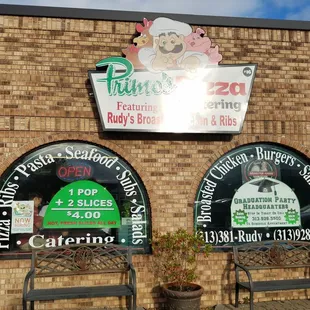 Primo's Pizza
Featuring Catering
Rudy's Broasted Chicken & Ribs
Pizza • Ribs • Pasta • Seafood • Subs • Salads
OPEN
1 POP
+ 2 SLICES
$4.00
Catering
Broasted Chicken • Burgers
GRADUATION PARTY
HEADQUARTERS
(313)381-Rudy • (313)928